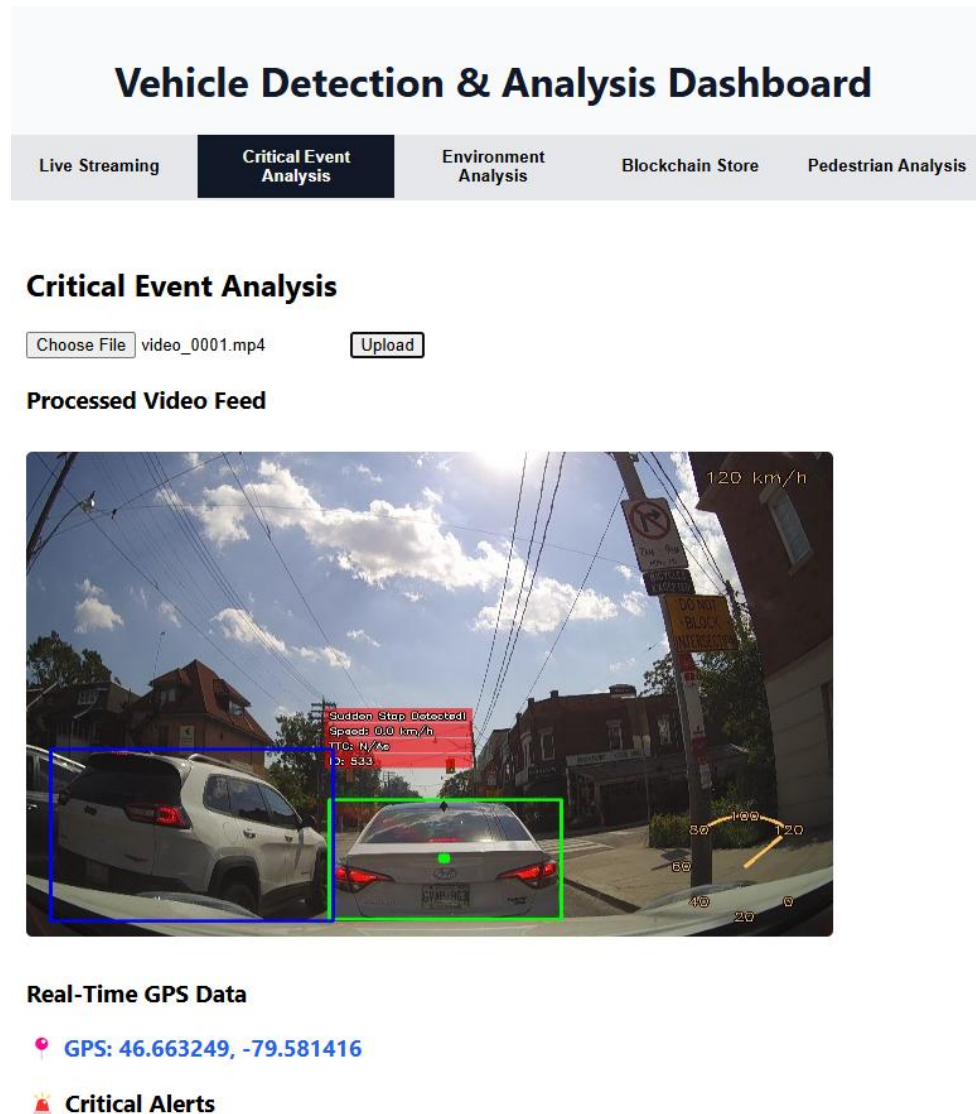 Vehicle Detection & Analysis Dashboard
Live Streaming
Critical Event
Analysis
Environment
Analysis
Blockchain Store
Pedestrian Analysis
Critical Event Analysis
Choose File video_0001.mp4
Upload
Processed Video Feed
120 km/h
BICYCLES
EXCEPTED
DO NOT
BLOCK
INTERSECTION
Sudden Stop Detected!
Speed: 0.0 km/h
TTC: N/As
ID: 533
100
80
120
60
40
20
0
Real-Time GPS Data
GPS: 46.663249, -79.581416
Critical Alerts